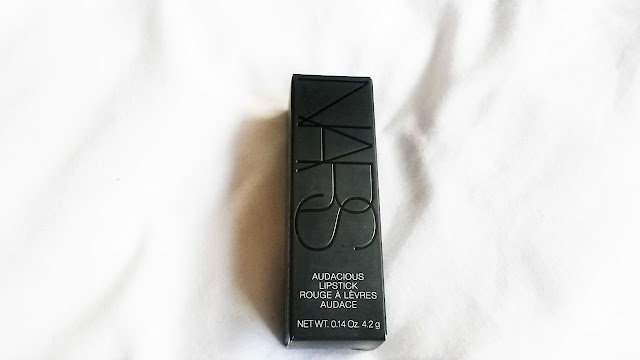 NARS
AUDACIOUS
LIPSTICK
ROUGE À LÈVRES
AUDACE
NET WT. 0.14 Oz. 4.2 g